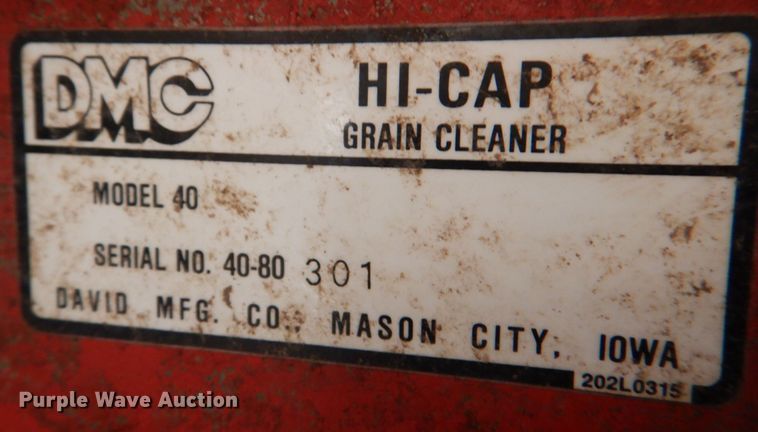 DMC
HI-CAP
GRAIN CLEANER
MODEL 40
SERIAL NO. 40-80 301
DAVID MFG. CO., MASON CITY, IOWA
202L0315
Purple Wave Auction